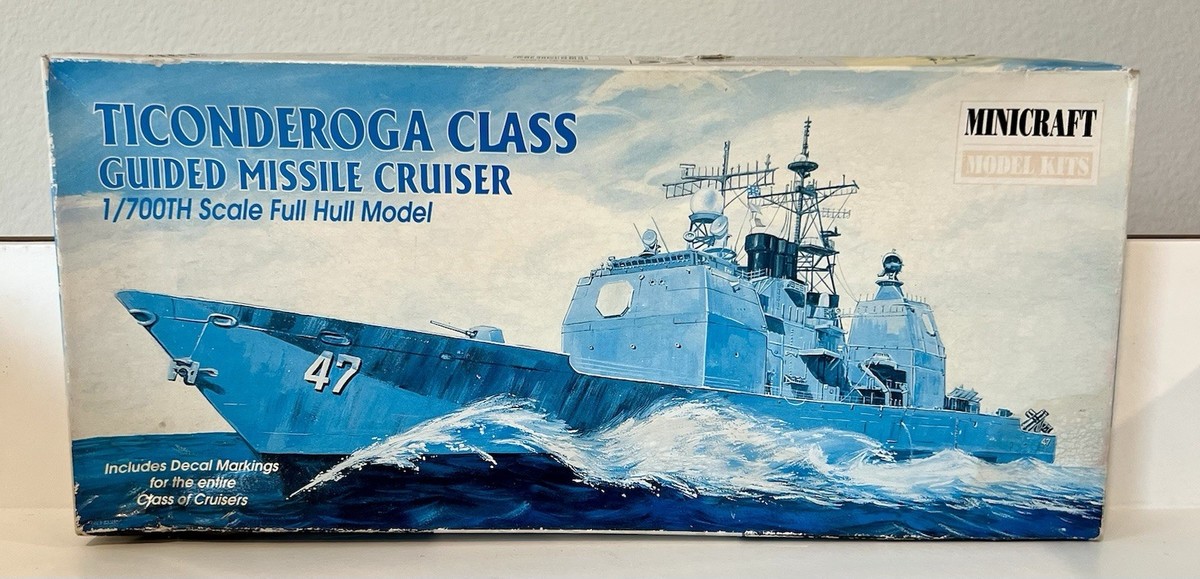 TICONDEROGA CLASS
GUIDED MISSILE CRUISER
1/700TH Scale Full Hull Model
MINICRAFT
MODEL KITS
47
47
Includes Decal Markings
for the entire
Class of Cruisers